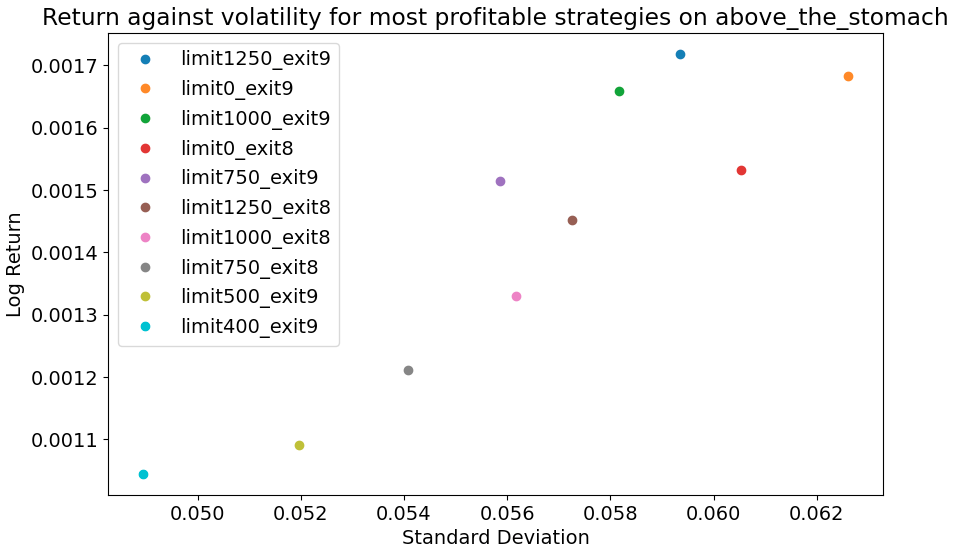 Return against volatility for most profitable strategies on above_the_stomach
limit1250_exit9
limit0_exit9
limit1000_exit9
limit0_exit8
limit750_exit9
limit1250_exit8
limit1000_exit8
limit750_exit8
limit500_exit9
limit400_exit9
0.0017
0.0016
0.0015
0.0014
0.0013
0.0012
0.0011
Log Return
0.050 0.052 0.054 0.056 0.058 0.060 0.062
Standard Deviation